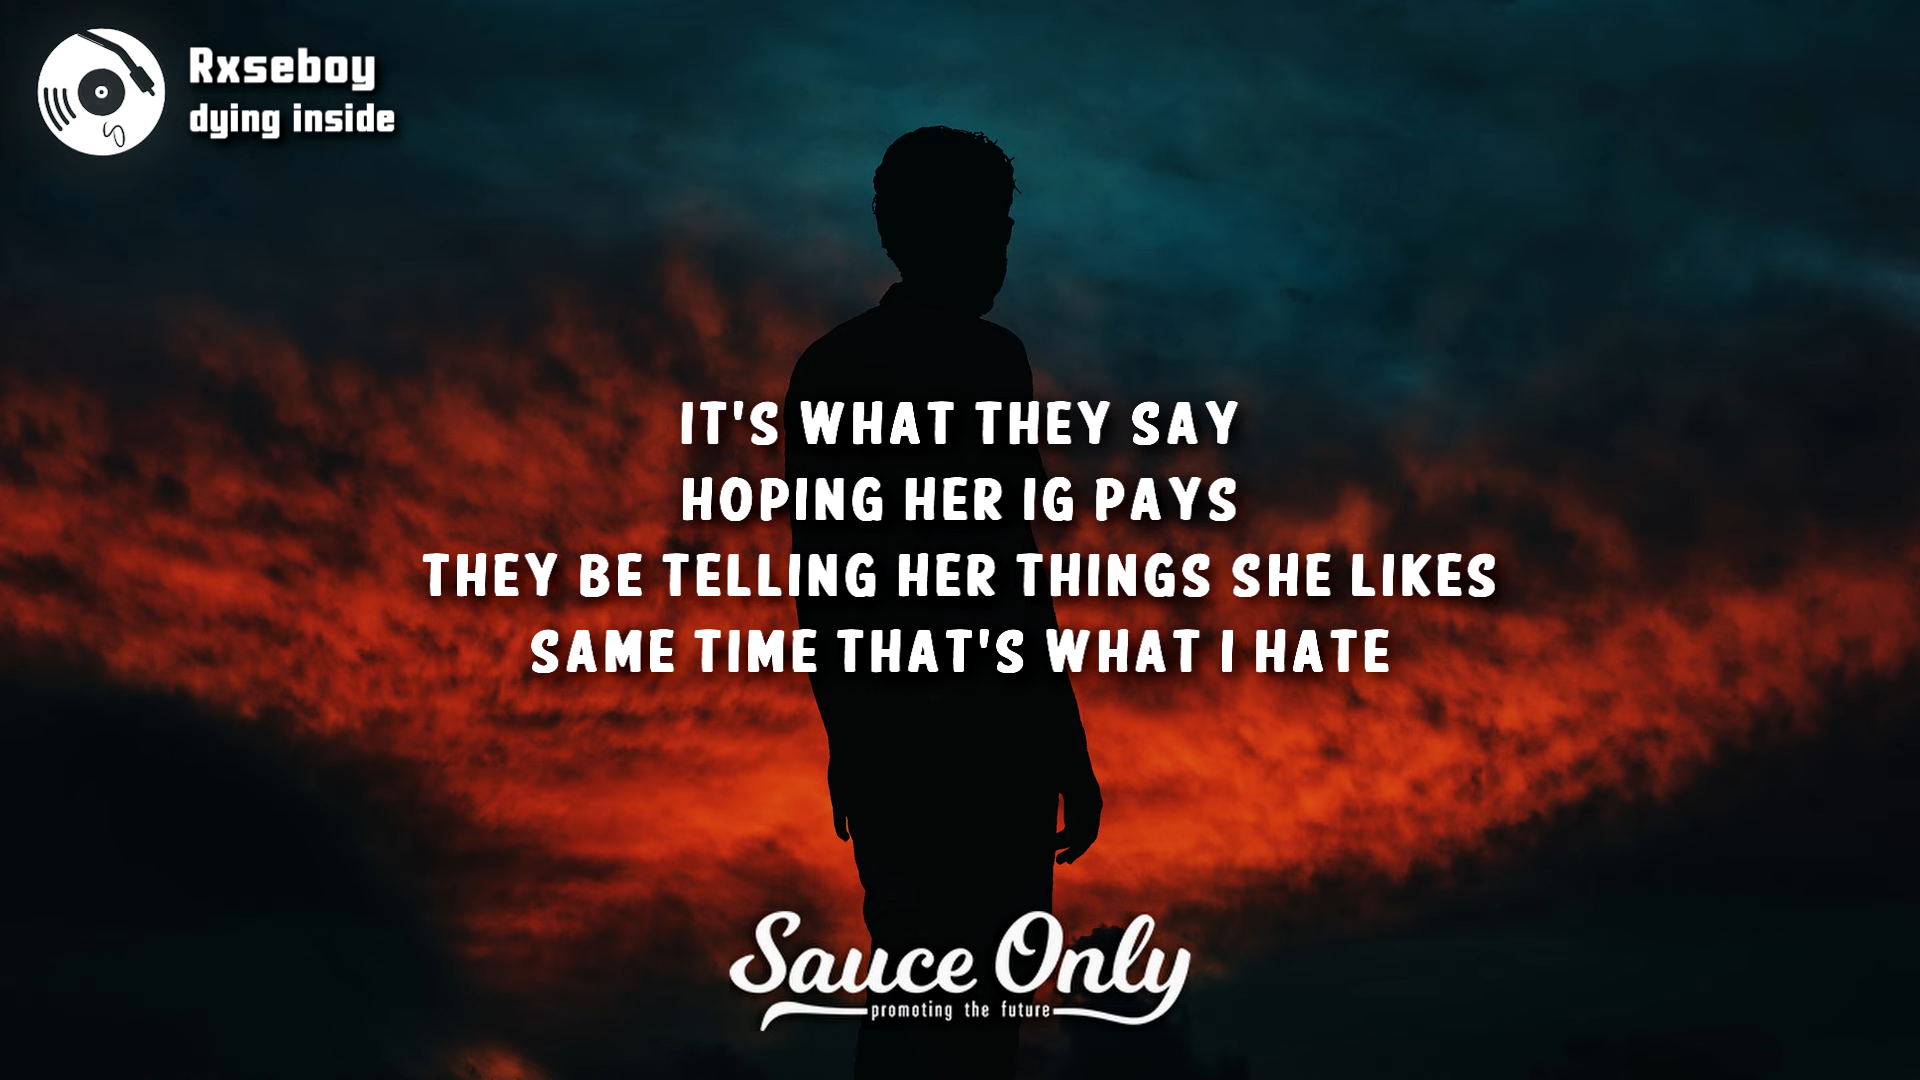 Rxseboy
dying inside
IT'S WHAT THEY SAY
HOPING HER IG PAYS
THEY BE TELLING HER THINGS SHE LIKES
SAME TIME THAT'S WHAT I HATE
Sauce Only
promoting the future